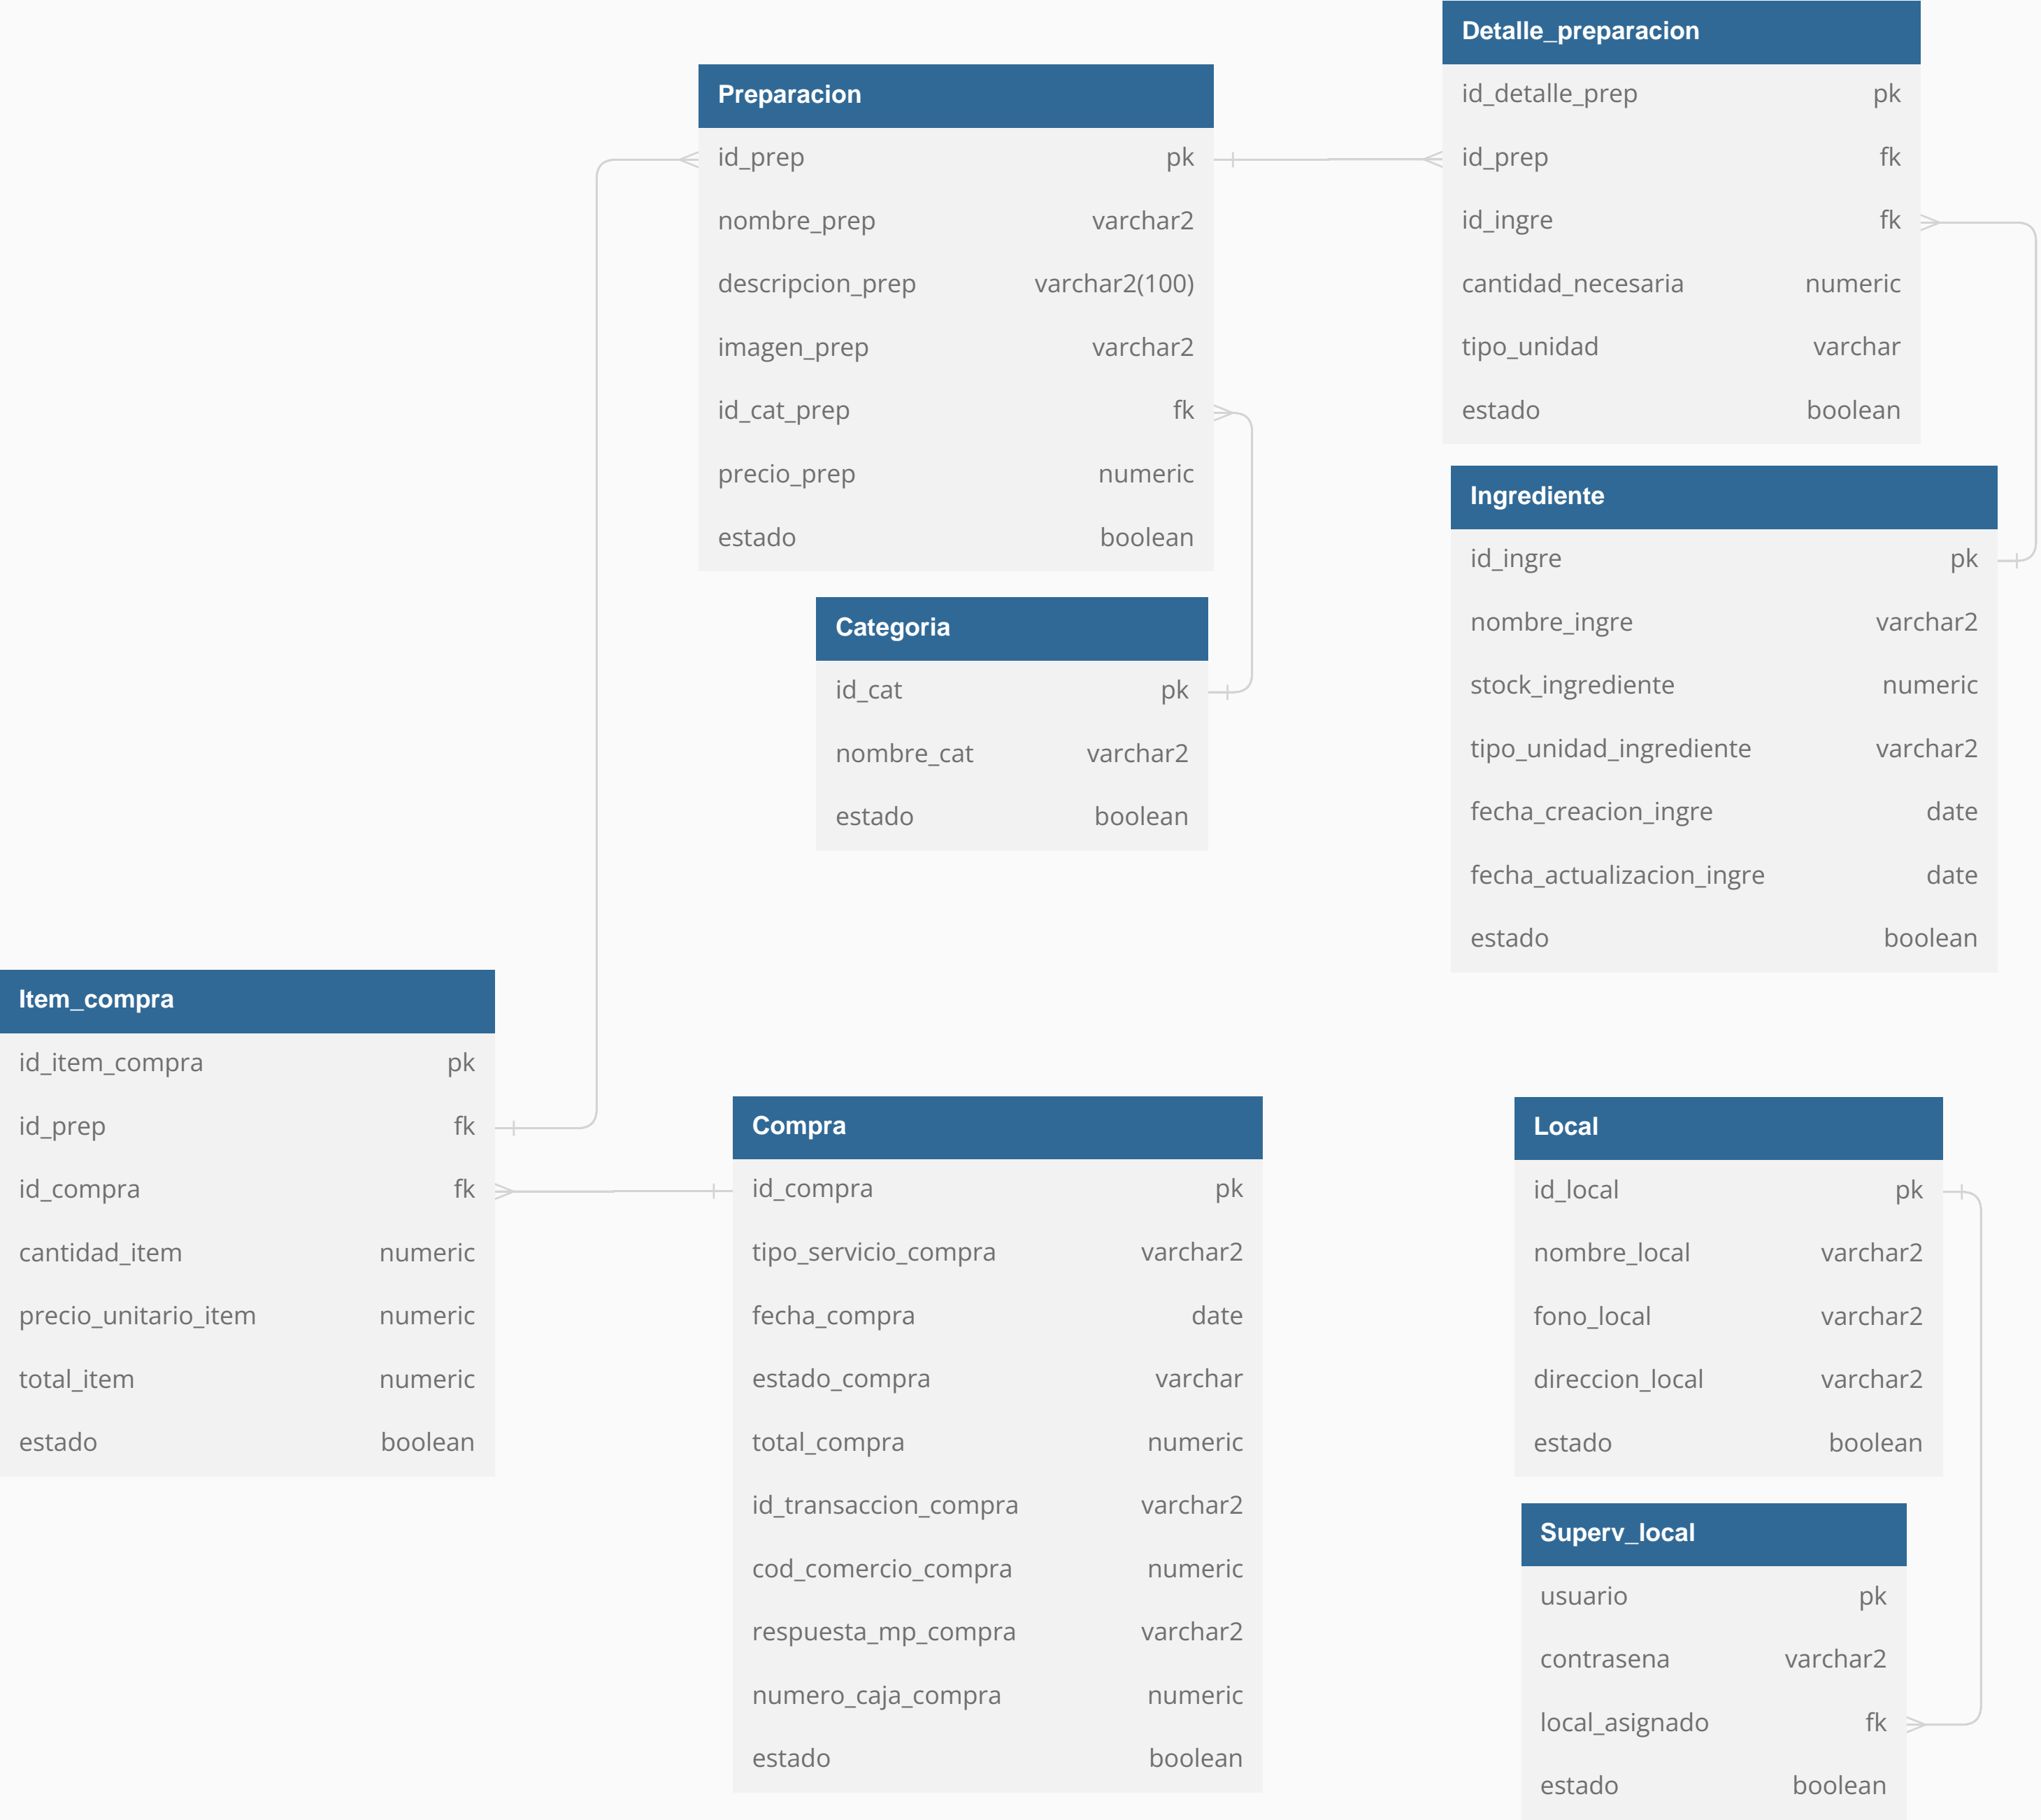 Detalle_preparacion
id_detalle_prep pk
id_prep fk
id_ingre fk
cantidad_necesaria numeric
tipo_unidad varchar
estado boolean
Preparacion
id_prep pk
nombre_prep varchar2
descripcion_prep varchar2(100)
imagen_prep varchar2
id_cat_prep fk
precio_prep numeric
estado boolean
Ingrediente
id_ingre pk
nombre_ingre varchar2
stock_ingrediente numeric
tipo_unidad_ingrediente varchar2
fecha_creacion_ingre date
fecha_actualizacion_ingre date
estado boolean
Categoria
id_cat pk
nombre_cat varchar2
estado boolean
Item_compra
id_item_compra pk
id_prep fk
id_compra fk
cantidad_item numeric
precio_unitario_item numeric
total_item numeric
estado boolean
Compra
id_compra pk
tipo_servicio_compra varchar2
fecha_compra date
estado_compra varchar
total_compra numeric
id_transaccion_compra varchar2
cod_comercio_compra numeric
respuesta_mp_compra varchar2
numero_caja_compra numeric
estado boolean
Local
id_local pk
nombre_local varchar2
fono_local varchar2
direccion_local varchar2
estado boolean
Superv_local
usuario pk
contrasena varchar2
local_asignado fk
estado boolean